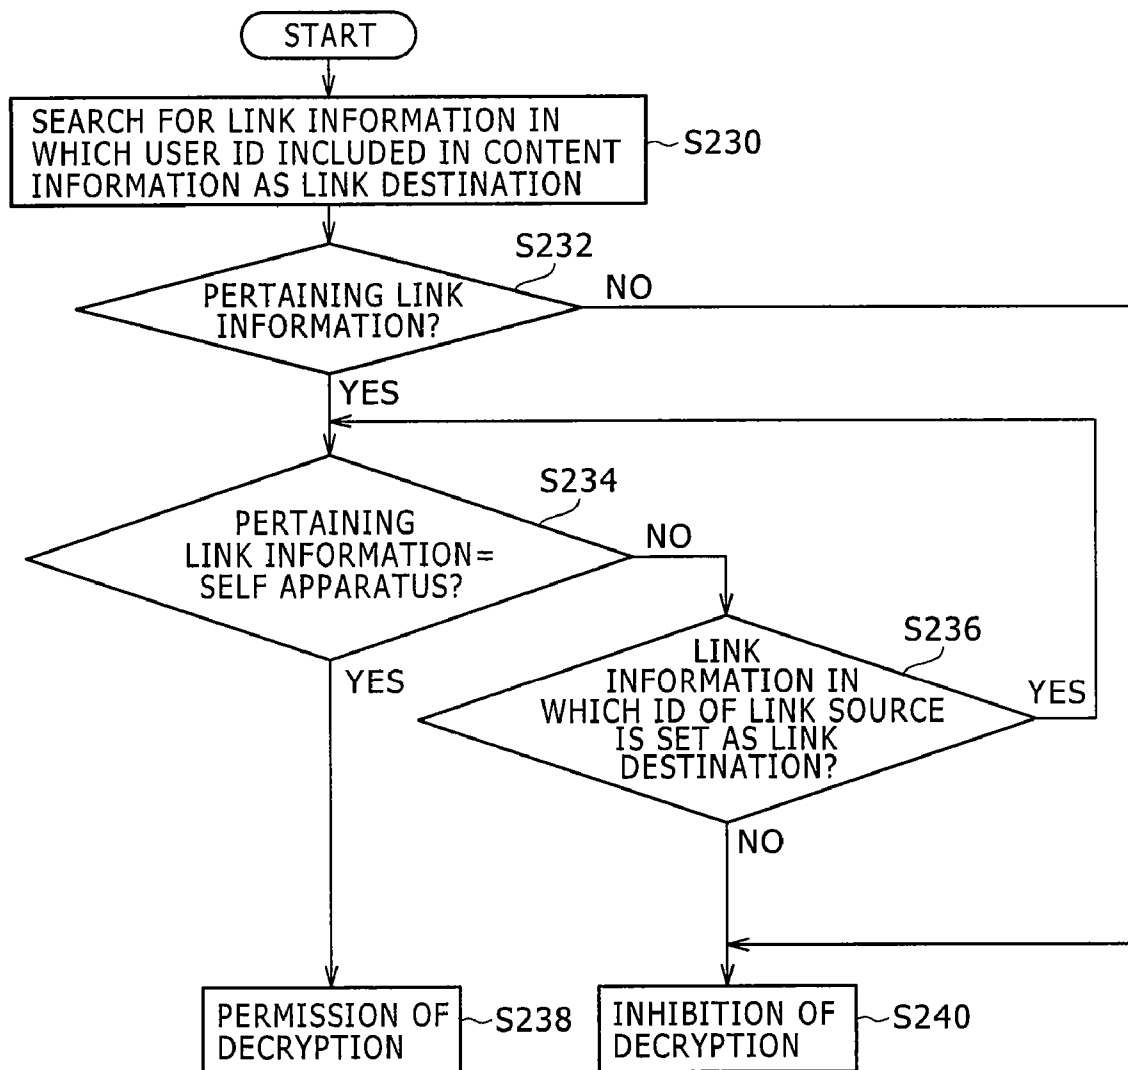 START
SEARCH FOR LINK INFORMATION IN
WHICH USER ID INCLUDED IN CONTENT
INFORMATION AS LINK DESTINATION
S230
S232
PERTAINING LINK
INFORMATION?
NO
YES
S234
PERTAINING
LINK INFORMATION=
SELF APPARATUS?
NO
YES
S236
LINK
INFORMATION IN
WHICH ID OF LINK SOURCE
IS SET AS LINK
DESTINATION?
YES
NO
PERMISSION OF
DECRYPTION
S238
INHIBITION OF
DECRYPTION
S240